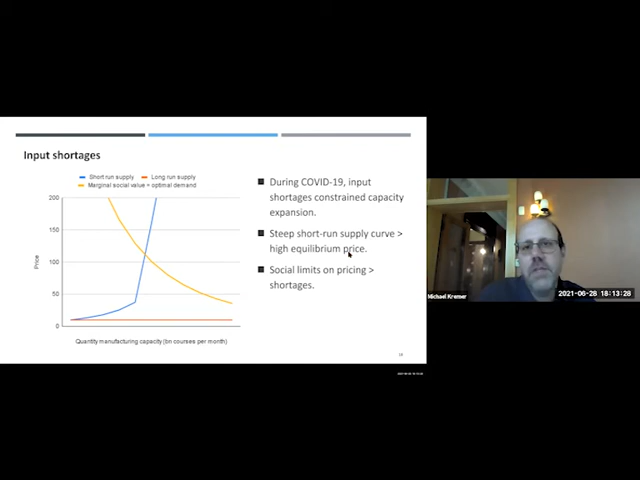 Input shortages
Short run supply
Long run supply
Marginal social value = optimal demand
200
150
100
50
0
Price
Quantity manufacturing capacity (bn courses per month)
During COVID-19, input
shortages constrained capacity
expansion.
Steep short-run supply curve >
high equilibrium price.
Social limits on pricing >
shortages.
Michael Kremer
2021-06-28 18:13:28